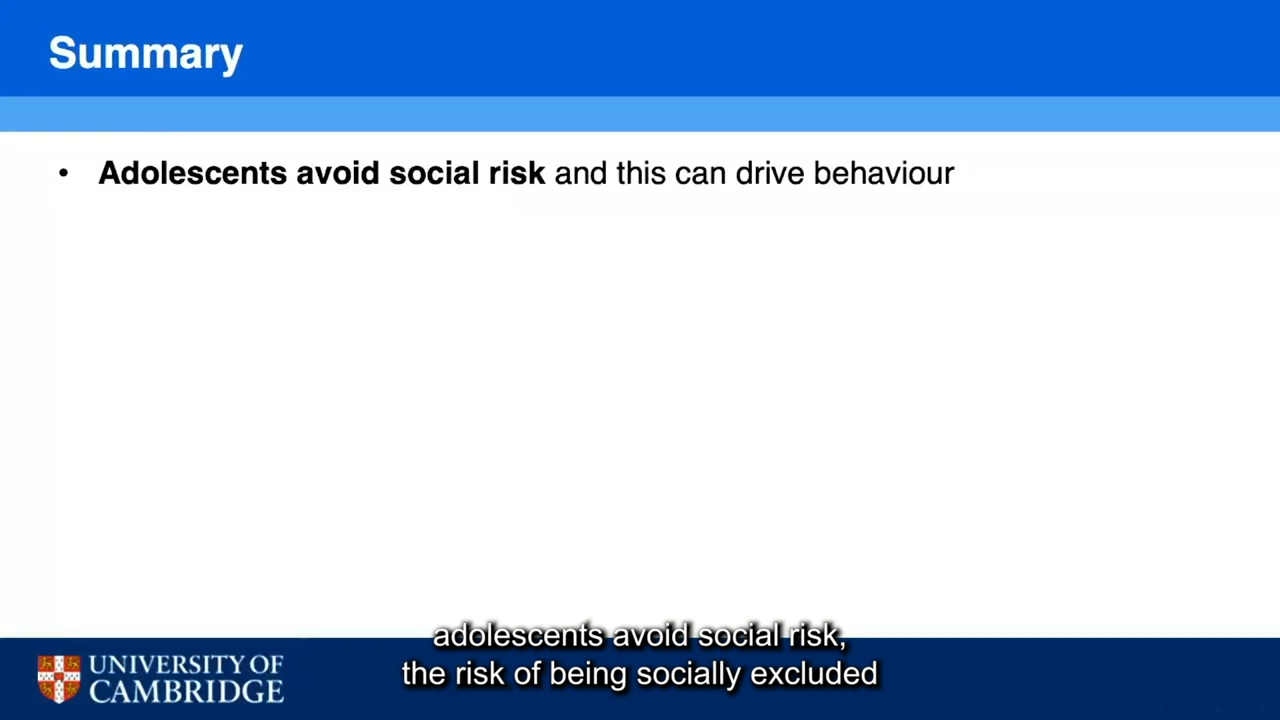 Summary
• Adolescents avoid social risk and this can drive behaviour
adolescents avoid social risk,
the risk of being socially excluded
UNIVERSITY OF
CAMBRIDGE